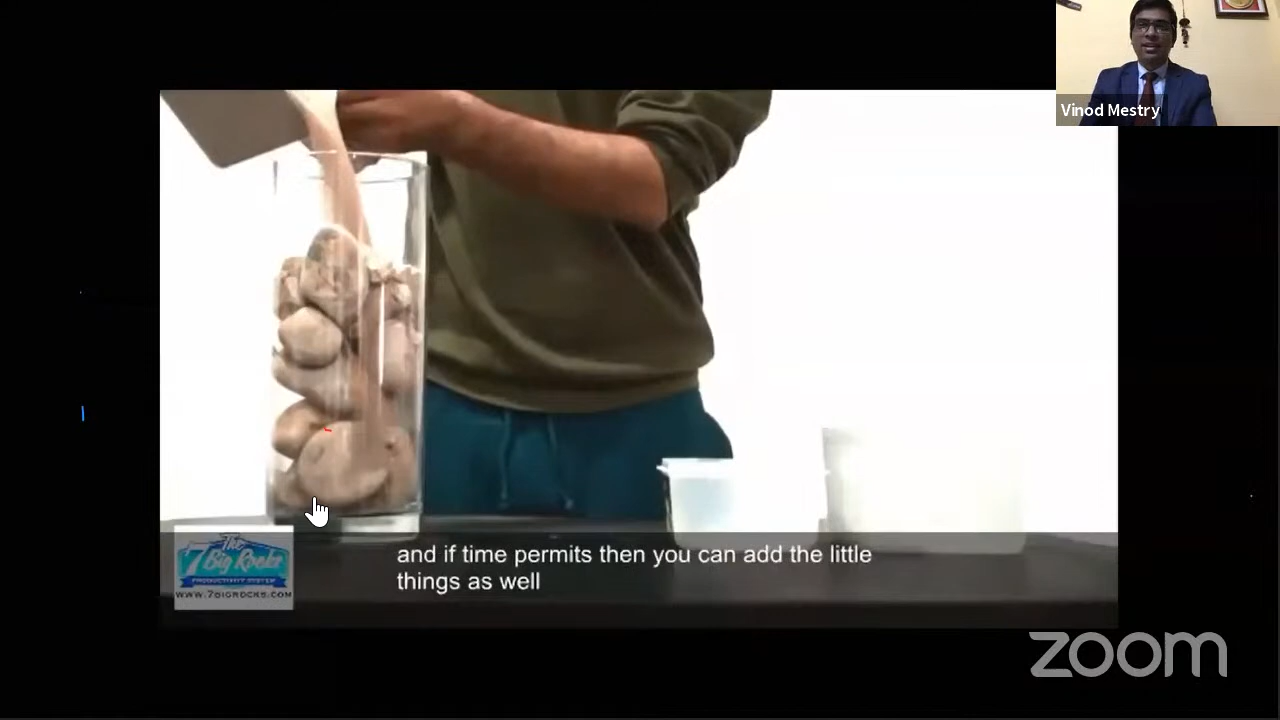 Vinod Mestry
The
7 Big Rocks
PRODUCTIVITY SYSTEM
WWW.7BIGROCKS.COM
and if time permits then you can add the little
things as well
zoom